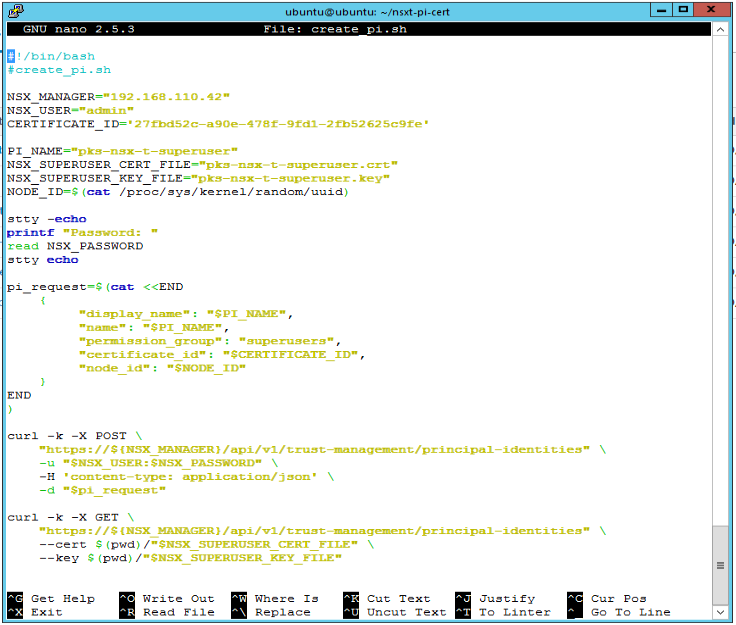 ubuntu@ubuntu: ~/nsxt-pi-cert
GNU nano 2.5.3 File: create_pi.sh
#!/bin/bash
#create_pi.sh
NSX_MANAGER="192.168.110.42"
NSX_USER="admin"
CERTIFICATE_ID='27fbd52c-a90e-478f-9fd1-2fb52625c9fe'
PI_NAME="pks-nsx-t-superuser"
NSX_SUPERUSER_CERT_FILE="pks-nsx-t-superuser.crt"
NSX_SUPERUSER_KEY_FILE="pks-nsx-t-superuser.key"
NODE_ID=$(cat /proc/sys/kernel/random/uuid)
stty -echo
printf "Password: "
read NSX_PASSWORD
stty echo
pi_request=$(cat <<END
{
"display_name": "$PI_NAME",
"name": "$PI_NAME",
"permission_group": "superusers",
"certificate_id": "$CERTIFICATE_ID",
"node_id": "$NODE_ID"
}
END
)
curl -k -X POST \
"https://${NSX_MANAGER}/api/v1/trust-management/principal-identities" \
-u "$NSX_USER:$NSX_PASSWORD" \
-H 'content-type: application/json' \
-d "$pi_request"
curl -k -X GET \
"https://${NSX_MANAGER}/api/v1/trust-management/principal-identities" \
--cert $(pwd)/"$NSX_SUPERUSER_CERT_FILE" \
--key $(pwd)/"$NSX_SUPERUSER_KEY_FILE"
^G Get Help ^O Write Out ^W Where Is ^K Cut Text ^J Justify ^C Cur Pos
^X Exit ^R Read File ^\ Replace ^U Uncut Text ^T To Linter ^_ Go To Line